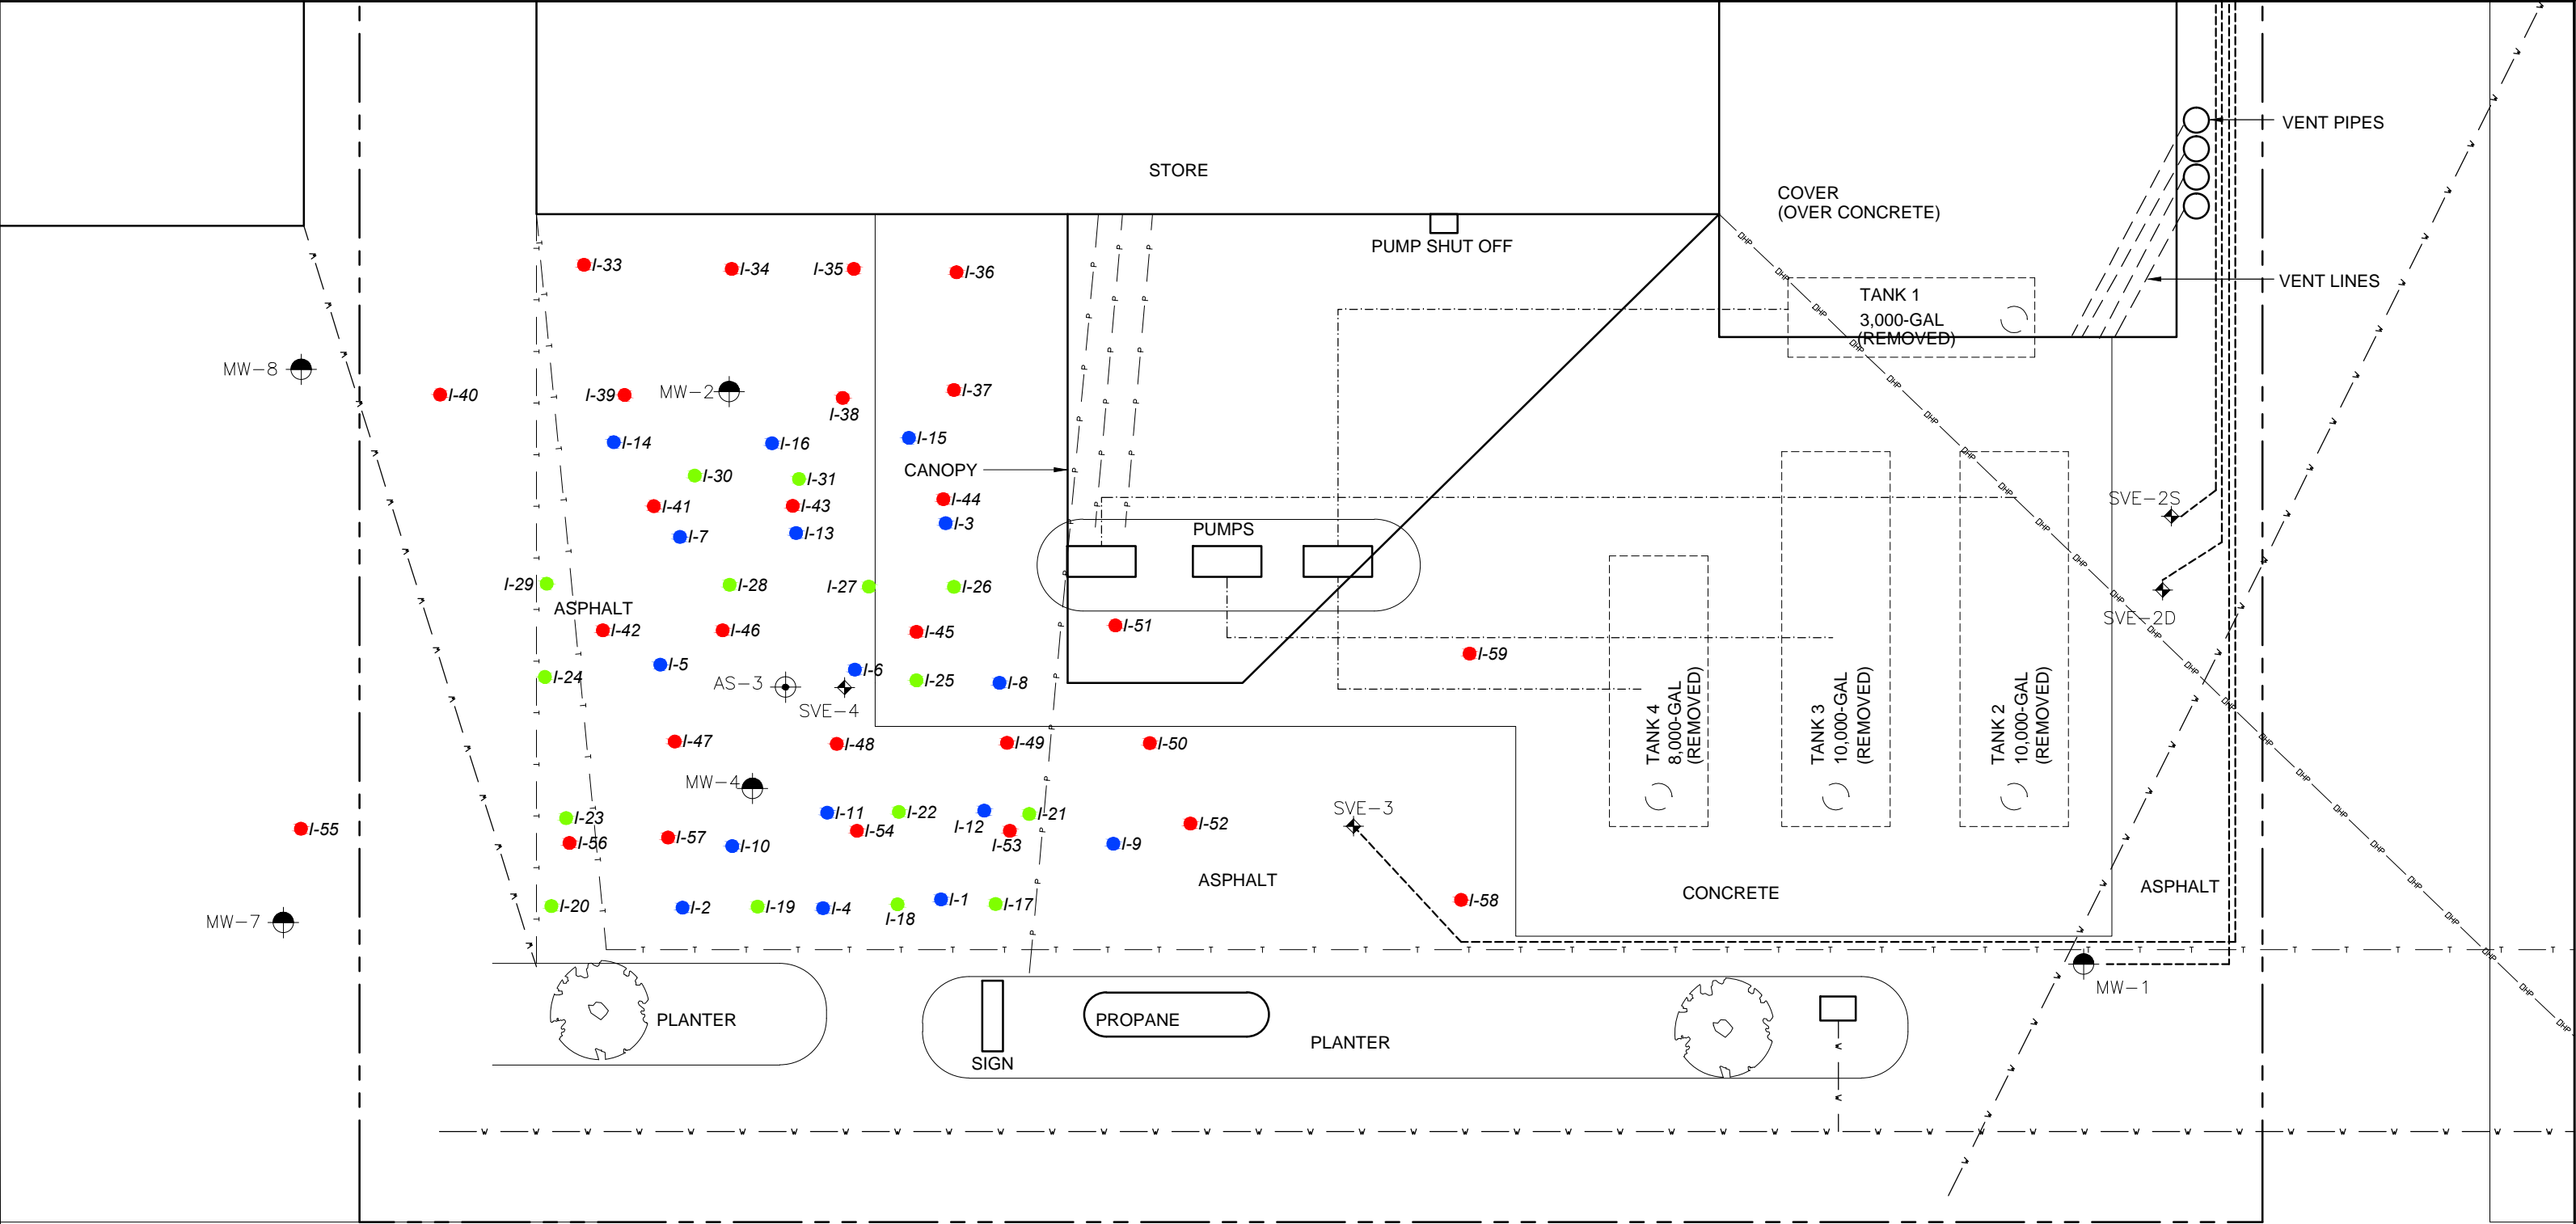 VENT PIPES
STORE
COVER
(OVER CONCRETE)
PUMP SHUT OFF
I-33
I-34
I-35
I-36
VENT LINES
TANK 1
3,000-GAL
(REMOVED)
MW-8
I-40
I-39
MW-2
I-38
I-37
I-14
I-16
I-15
CANOPY
I-30
I-31
I-41
I-43
I-44
SVE-2S
I-3
I-7
I-13
PUMPS
I-29
I-28
I-27
I-26
ASPHALT
SVE-2D
I-42
I-46
I-45
I-51
I-59
I-5
I-6
I-24
AS-3
I-25
I-8
SVE-4
TANK 4
8,000-GAL
(REMOVED)
TANK 3
10,000-GAL
(REMOVED)
TANK 2
10,000-GAL
(REMOVED)
I-47
I-48
I-49
I-50
MW-4
SVE-3
I-23
I-11
I-22
I-12
I-21
I-55
I-56
I-57
I-10
I-54
I-53
I-9
I-52
ASPHALT
CONCRETE
ASPHALT
I-20
I-2
I-19
I-4
I-18
I-1
I-17
I-58
MW-7
MW-1
PLANTER
PROPANE
SIGN
PLANTER
T
P
W
OHP